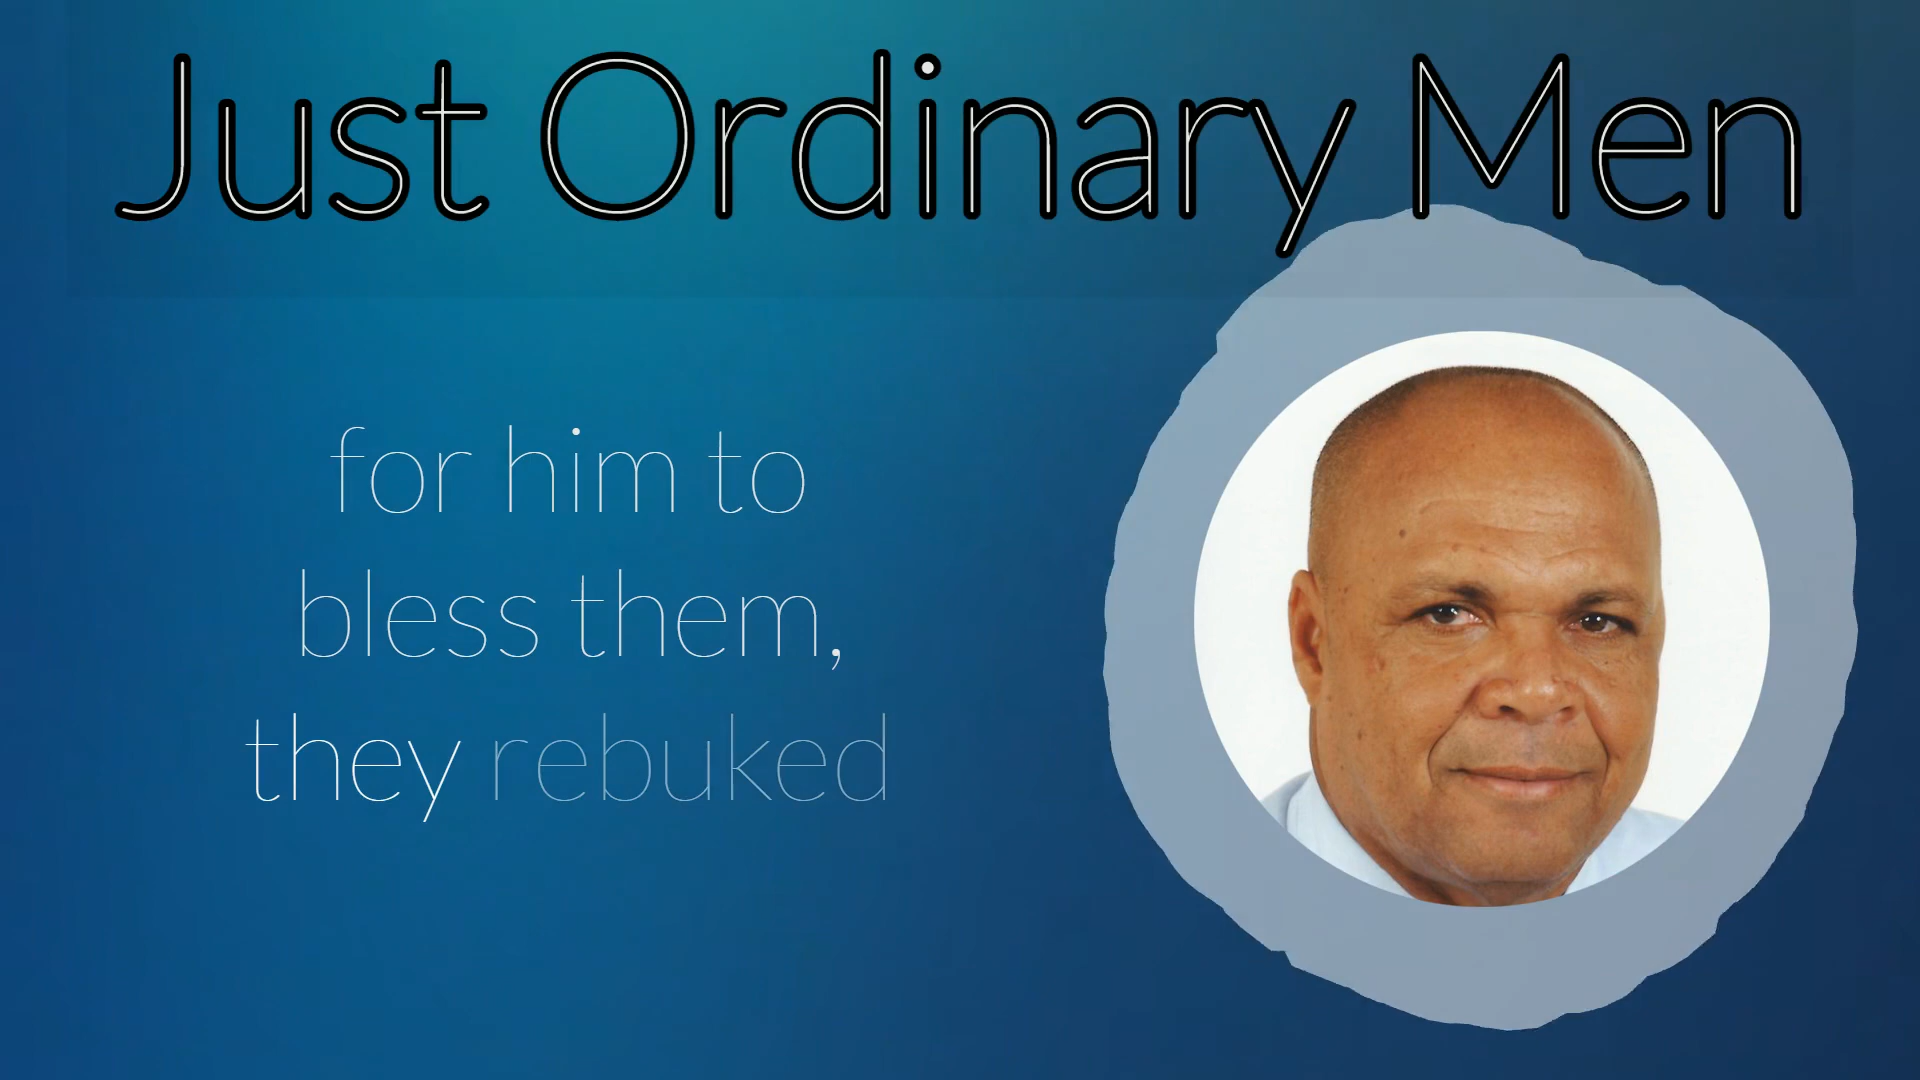 Just Ordinary Men
for him to
bless them,
they rebuked